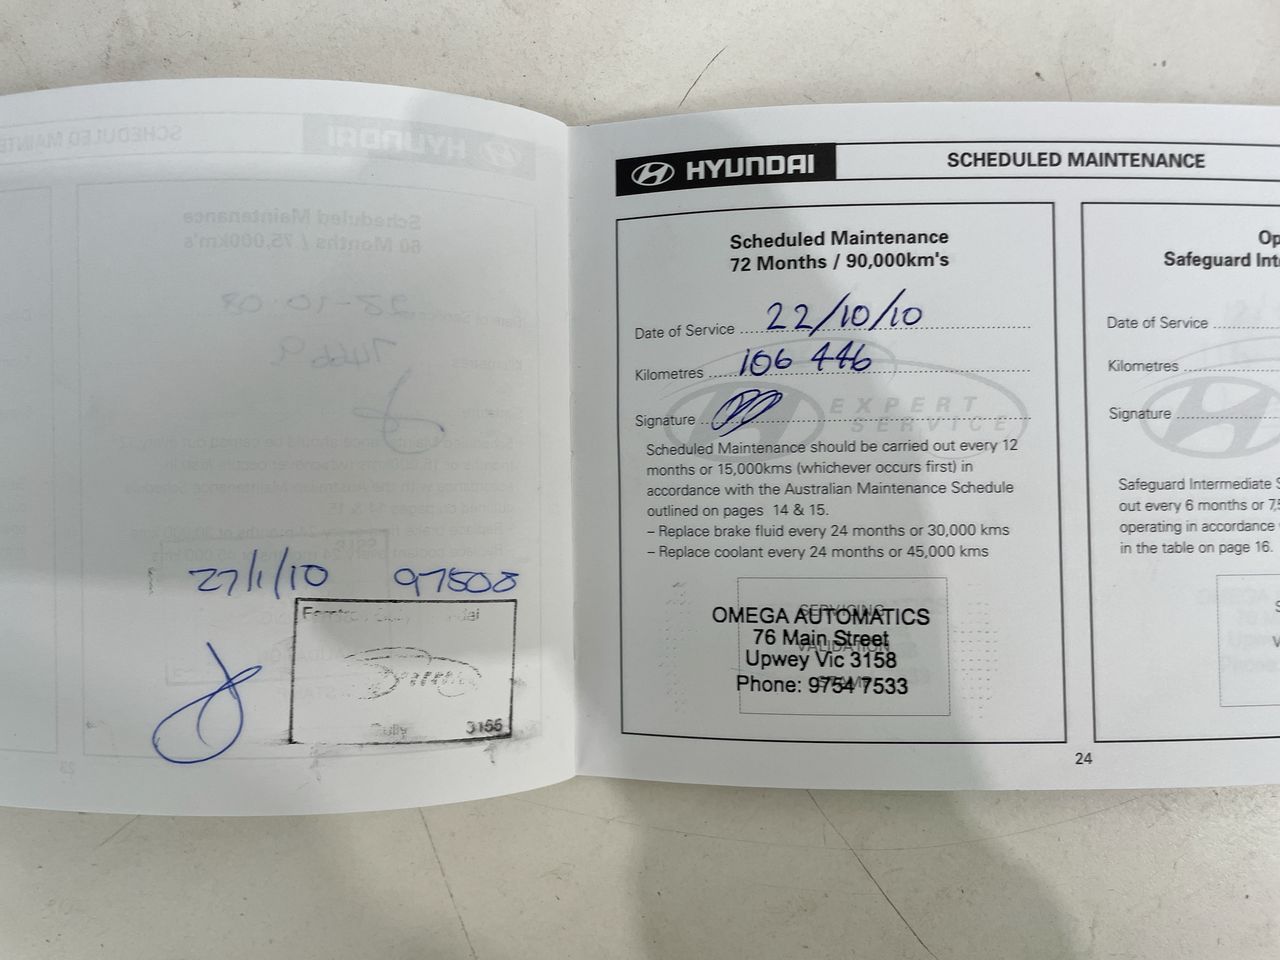 27/1/10 97508
3156
HYUNDAI
SCHEDULED MAINTENANCE
Scheduled Maintenance
72 Months / 90,000km's
Date of Service 22/10/10
Kilometres 106 446
Signature
EXPERT
SERVICE
Scheduled Maintenance should be carried out every 12
months or 15,000kms (whichever occurs first) in
accordance with the Australian Maintenance Schedule
outlined on pages 14 & 15.
– Replace brake fluid every 24 months or 30,000 kms
– Replace coolant every 24 months or 45,000 kms
SERVICING
VALIDATION
STAMP
OMEGA AUTOMATICS
76 Main Street
Upwey Vic 3158
Phone: 9754 7533
Op
Safeguard Int
Date of Service
Kilometres
Signature
Safeguard Intermediate S
out every 6 months or 7,5
operating in accordance
in the table on page 16.
24